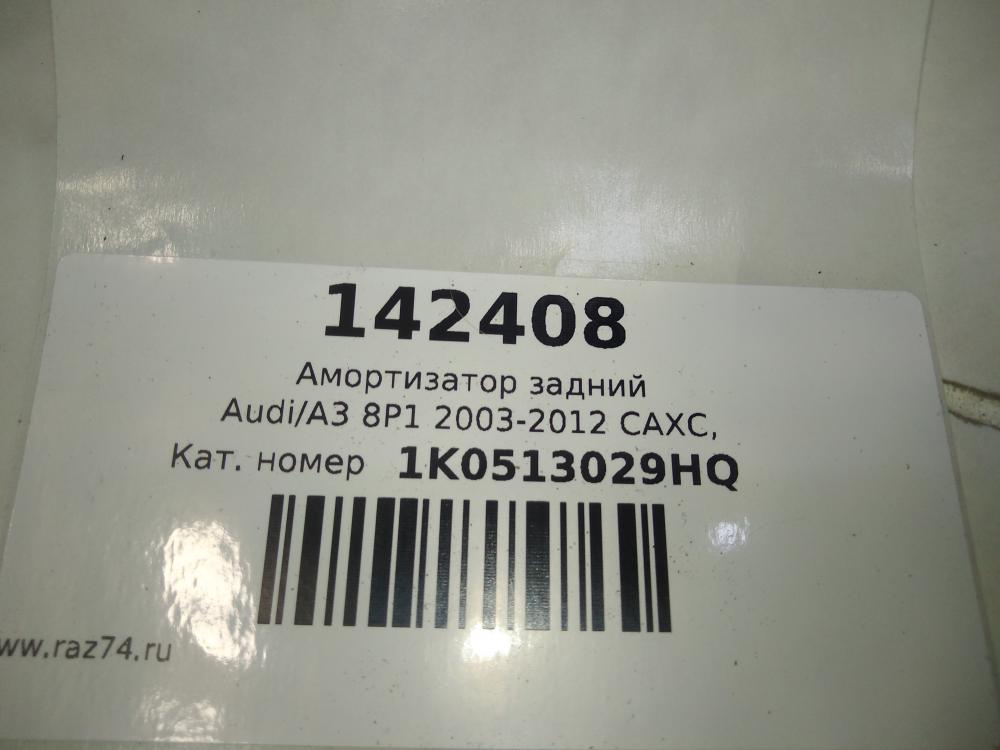 142408
Амортизатор задний
Audi/A3 8P1 2003-2012 CAXC,
Кат. номер 1K0513029HQ
www.raz74.ru